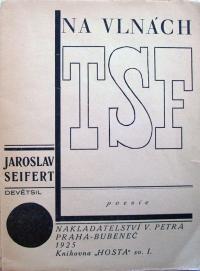 NA VLNÁCH
TSF
JAROSLAV
SEIFERT
DEVĚTSIL
poesie
NAKLADATELSTVÍ V. PETRA
PRAHA-BUBENEČ
1925
Knihovna „HOSTA" sv. I.